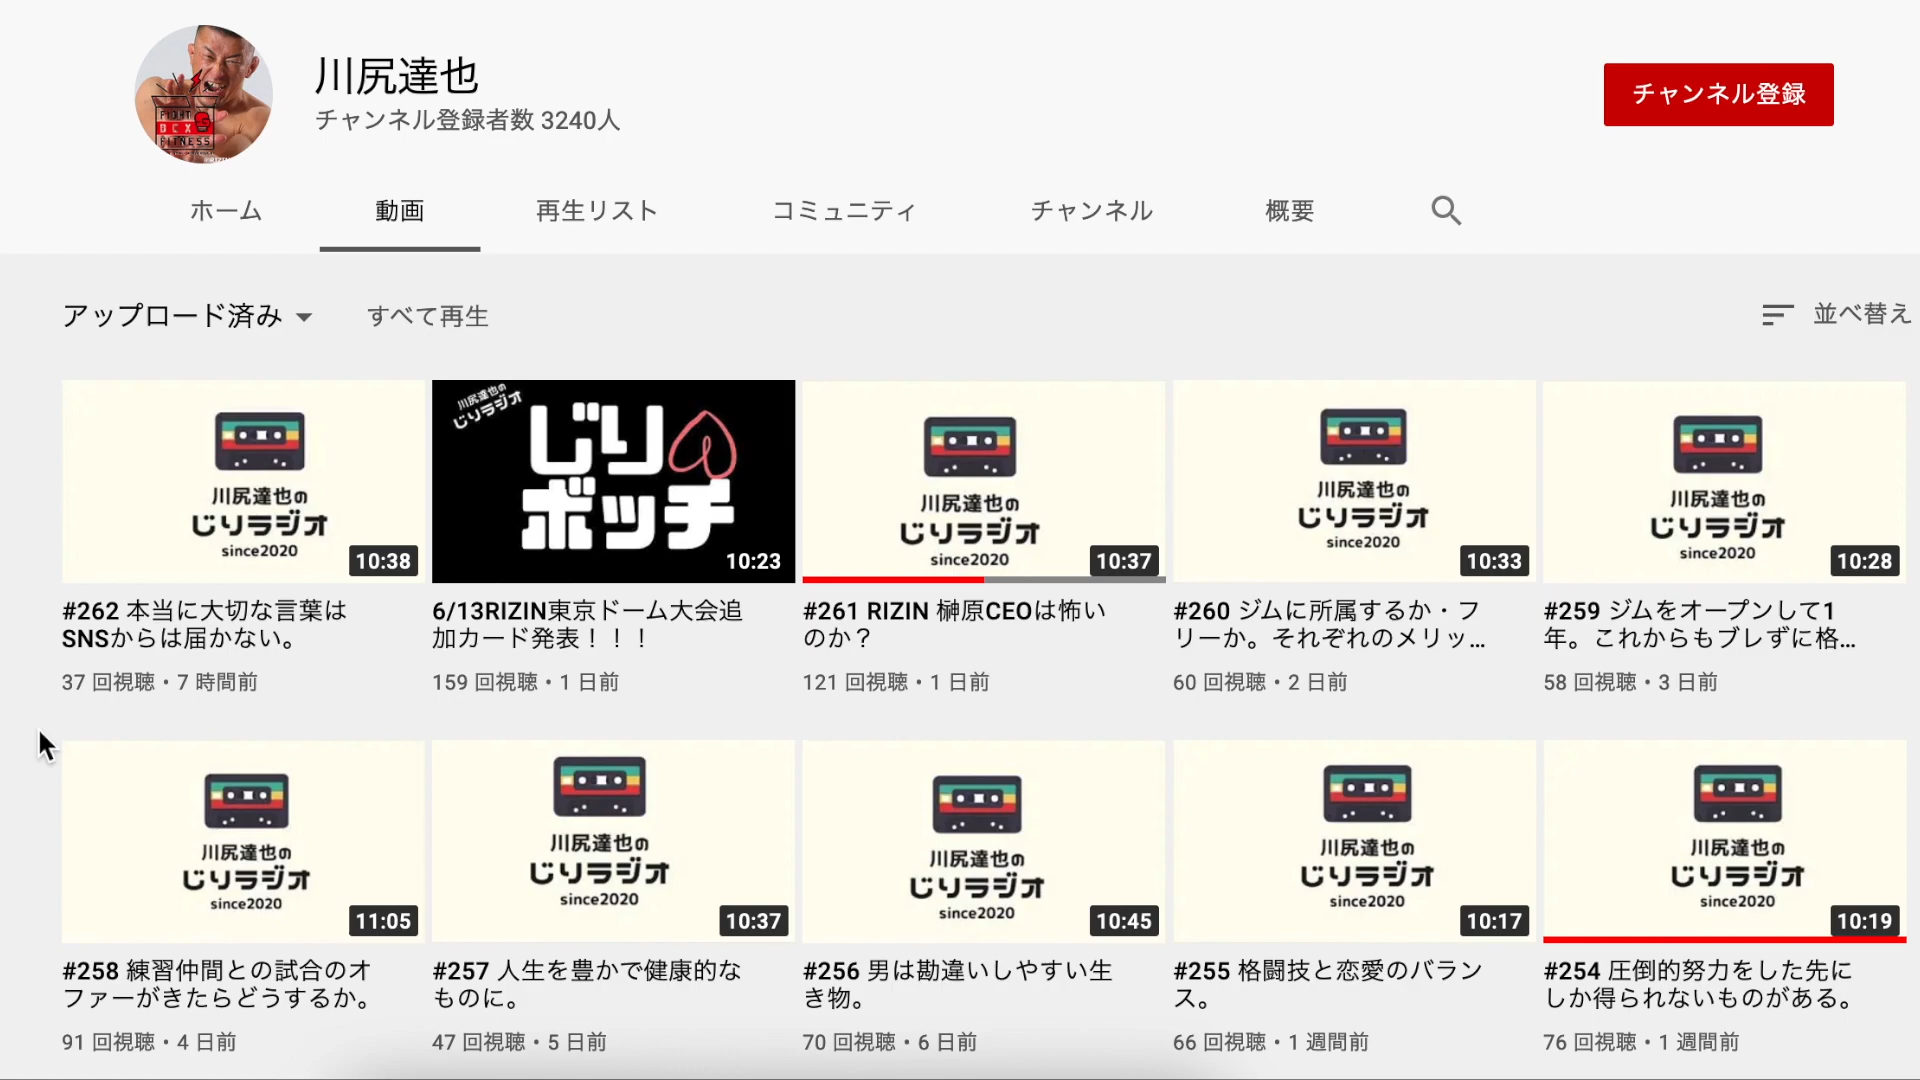 川尻達也
チャンネル登録者数 3240人
チャンネル登録
FIGHT
BOX
FITNESS
ホーム
動画
再生リスト
コミュニティ
チャンネル
概要
アップロード済み
すべて再生
並べ替え
川尻達也の
じりラジオ
since2020
10:38
川尻達也の
じりラジオ
じり
ボッチ
10:23
川尻達也の
じりラジオ
since2020
10:37
川尻達也の
じりラジオ
since2020
10:33
川尻達也の
じりラジオ
since2020
10:28
#262 本当に大切な言葉は
SNSからは届かない。
37 回視聴・7 時間前
6/13RIZIN東京ドーム大会追
加カード発表！！！
159 回視聴・1 日前
#261 RIZIN 榊原CEOは怖い
のか？
121 回視聴・1 日前
#260 ジムに所属するか・フ
リーか。それぞれのメリッ...
60 回視聴・2 日前
#259 ジムをオープンして1
年。これからもブレずに格...
58 回視聴・3 日前
川尻達也の
じりラジオ
since2020
11:05
川尻達也の
じりラジオ
since2020
10:37
川尻達也の
じりラジオ
since2020
10:45
川尻達也の
じりラジオ
since2020
10:17
川尻達也の
じりラジオ
since2020
10:19
#258 練習仲間との試合のオ
ファーがきたらどうするか。
91 回視聴・4 日前
#257 人生を豊かで健康的な
ものに。
47 回視聴・5 日前
#256 男は勘違いしやすい生
き物。
70 回視聴・6 日前
#255 格闘技と恋愛のバラン
ス。
66 回視聴・1 週間前
#254 圧倒的努力をした先に
しか得られないものがある。
76 回視聴・1 週間前